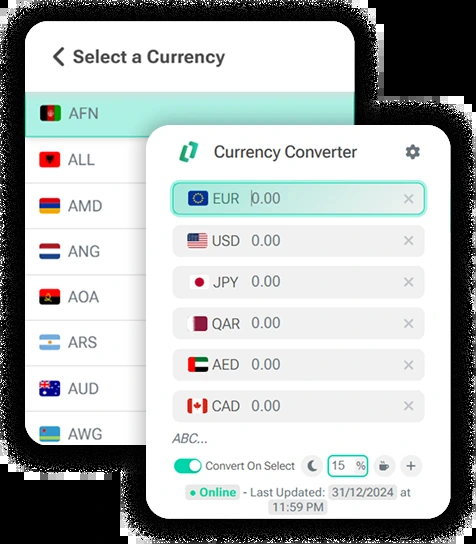 Select a Currency
AFN
ALL
AMD
ANG
AOA
ARS
AUD
AWG
Currency Converter
EUR 0.00
USD 0.00
JPY 0.00
QAR 0.00
AED 0.00
CAD 0.00
ABC...
Convert On Select 15 %
Online - Last Updated: 31/12/2024 at
11:59 PM